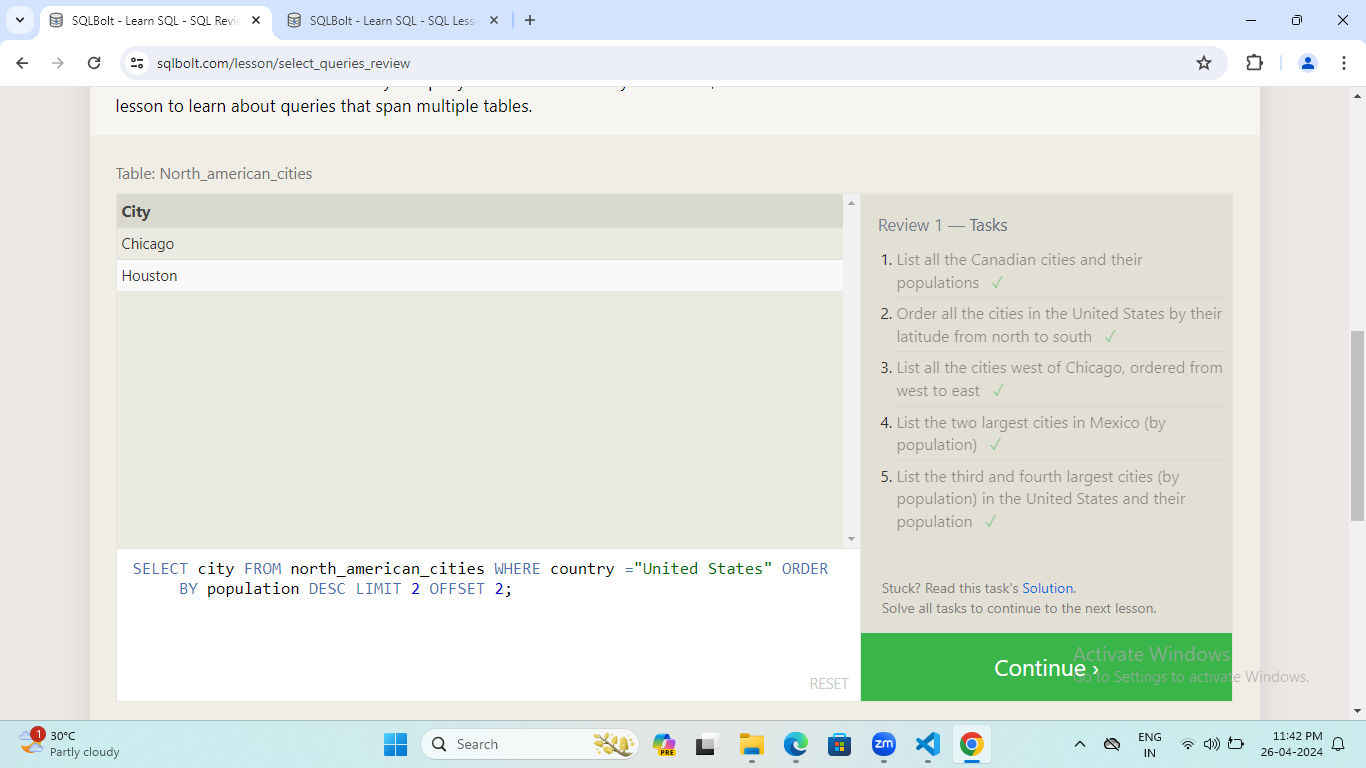 SQLBolt - Learn SQL - SQL Revi
SQLBolt - Learn SQL - SQL Less
sqlbolt.com/lesson/select_queries_review
lesson to learn about queries that span multiple tables.
Table: North_american_cities
City
Chicago
Houston
SELECT city FROM north_american_cities WHERE country ="United States" ORDER
BY population DESC LIMIT 2 OFFSET 2;
RESET
Review 1 — Tasks
1. List all the Canadian cities and their
populations ✓
2. Order all the cities in the United States by their
latitude from north to south ✓
3. List all the cities west of Chicago, ordered from
west to east ✓
4. List the two largest cities in Mexico (by
population) ✓
5. List the third and fourth largest cities (by
population) in the United States and their
population ✓
Stuck? Read this task's Solution.
Solve all tasks to continue to the next lesson.
Continue ›
Activate Windows
Go to Settings to activate Windows.
1
30°C
Partly cloudy
Search
PRE
zm
ENG
IN
11:42 PM
26-04-2024